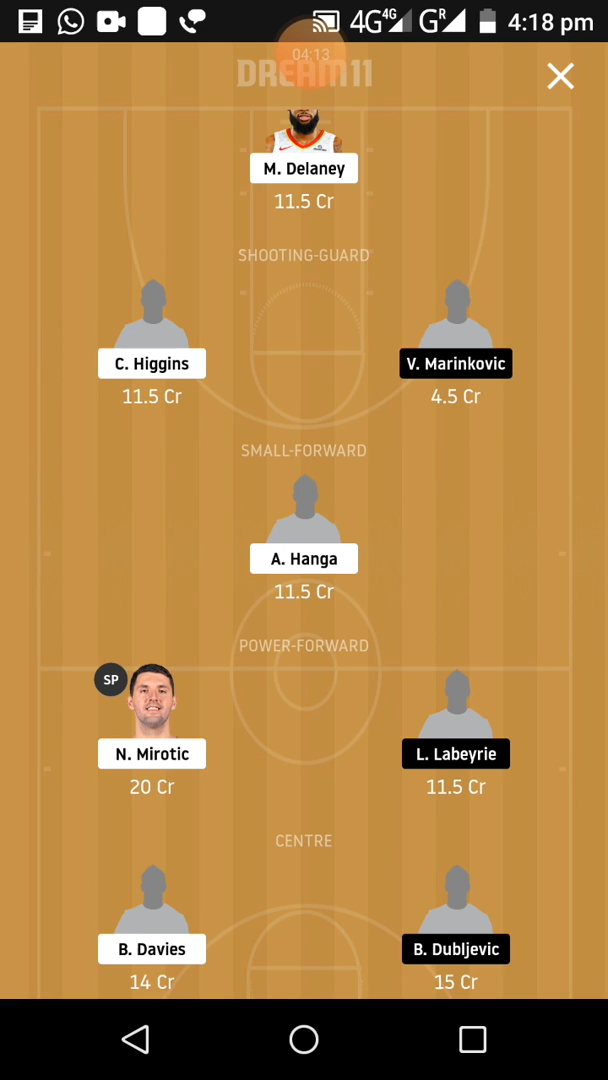 4G 4G G R 4:18 pm
04:13
DREAM11
M. Delaney
11.5 Cr
SHOOTING-GUARD
C. Higgins V. Marinkovic
11.5 Cr 4.5 Cr
SMALL-FORWARD
A. Hanga
11.5 Cr
POWER-FORWARD
SP
N. Mirotic L. Labeyrie
20 Cr 11.5 Cr
CENTRE
B. Davies B. Dubljevic
14 Cr 15 Cr